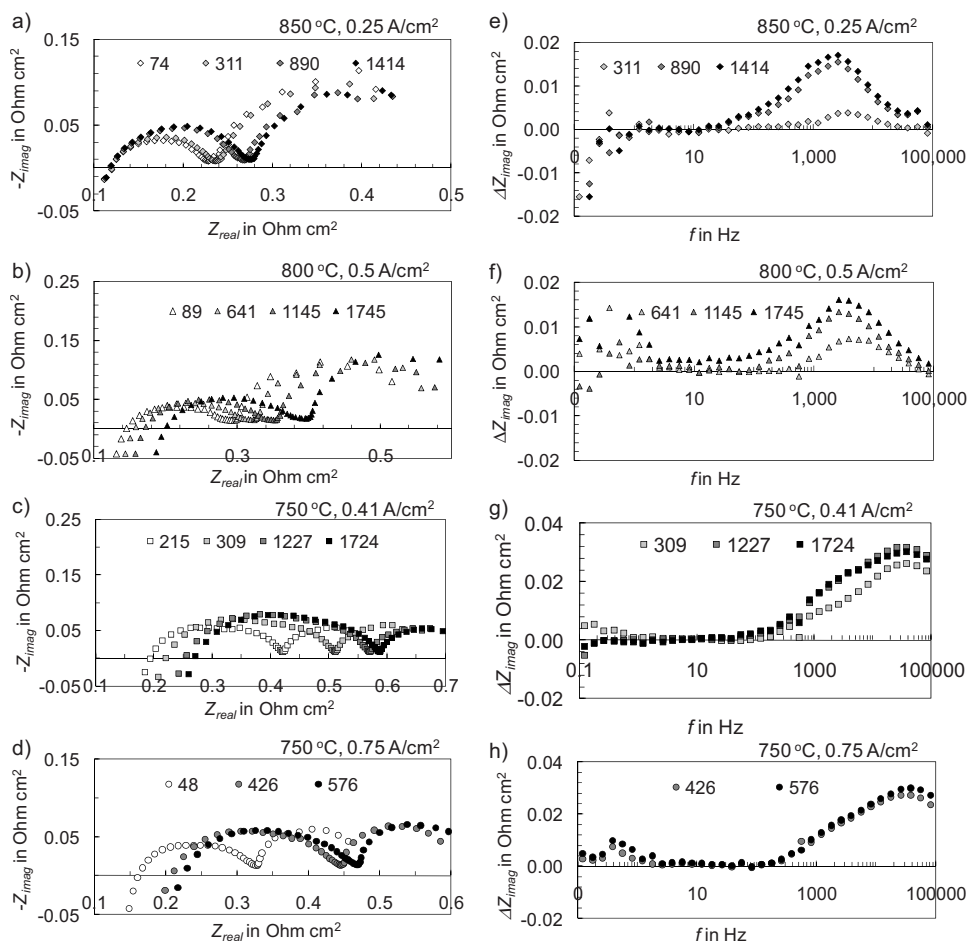 a)
850 °C, 0.25 A/cm²
0.15
74 311 890 1414
0.10
-Z_imag in Ohm cm²
0.05
0.00
0.1 0.2 0.3 0.4 0.5
-0.05
Z_real in Ohm cm²
e)
850 °C, 0.25 A/cm²
0.02
311 890 1414
0.01
ΔZ_imag in Ohm cm²
0.00
0 10 1,000 100,000
-0.01
-0.02
f in Hz
b)
800 °C, 0.5 A/cm²
0.25
89 641 1145 1745
0.15
-Z_imag in Ohm cm²
0.05
-0.05
0.1 0.3 0.5
Z_real in Ohm cm²
f)
800 °C, 0.5 A/cm²
0.02
641 1145 1745
0.01
ΔZ_imag in Ohm cm²
0.00
0 10 1,000 100,000
-0.01
-0.02
f in Hz
c)
750 °C, 0.41 A/cm²
0.25
215 309 1227 1724
0.15
-Z_imag in Ohm cm²
0.05
-0.05
0.1 0.2 0.3 0.4 0.5 0.6 0.7
Z_real in Ohm cm²
g)
750 °C, 0.41 A/cm²
0.04
309 1227 1724
0.02
ΔZ_imag in Ohm cm²
0.00
0.1 10 1000 100000
-0.02
f in Hz
d)
750 °C, 0.75 A/cm²
0.15
48 426 576
0.10
-Z_imag in Ohm cm²
0.05
0.00
0.1 0.2 0.3 0.4 0.5 0.6
-0.05
Z_real in Ohm cm²
h)
750 °C, 0.75 A/cm²
0.04
426 576
0.02
ΔZ_imag in Ohm cm²
0.00
0 10 1000 100000
-0.02
f in Hz